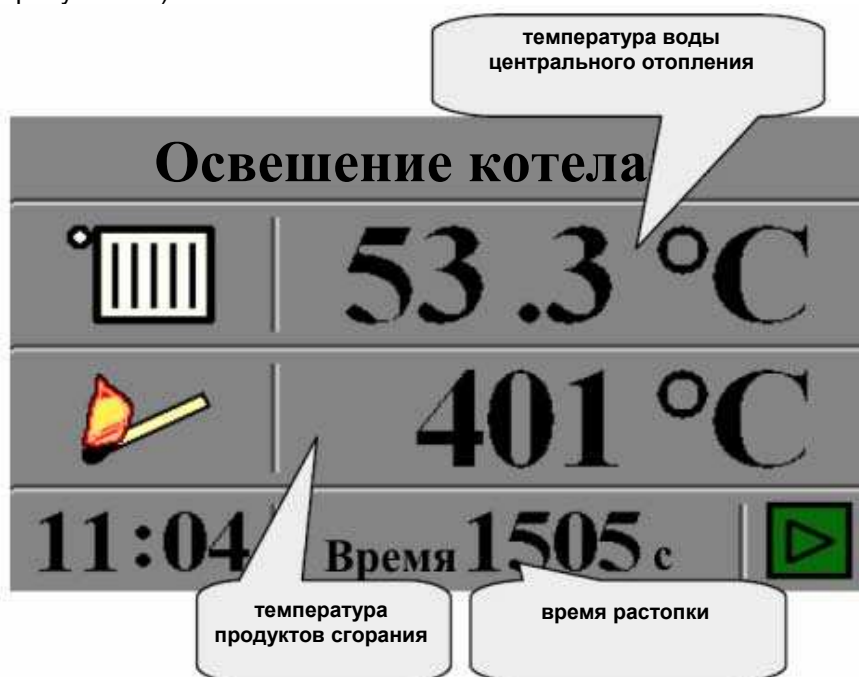 температура воды
центрального отопления
Освешение котела
53 .3 °C
401 °C
11:04
Время 1505 с
температура
продуктов сгорания
время растопки